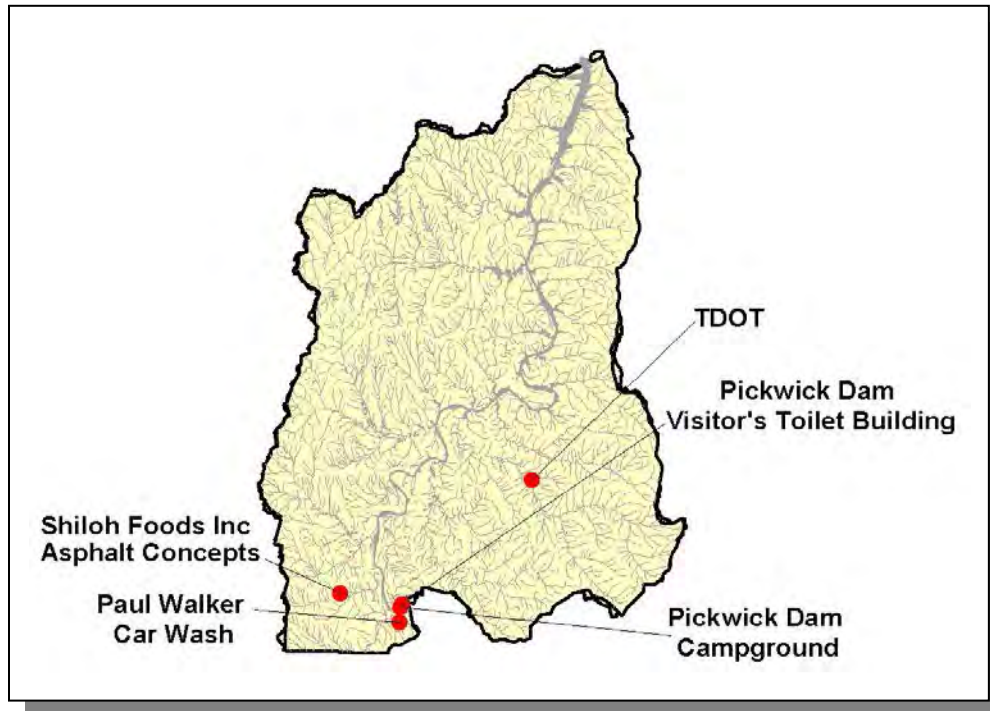 TDOT
Pickwick Dam
Visitor's Toilet Building
Shiloh Foods Inc
Asphalt Concepts
Paul Walker
Car Wash
Pickwick Dam
Campground